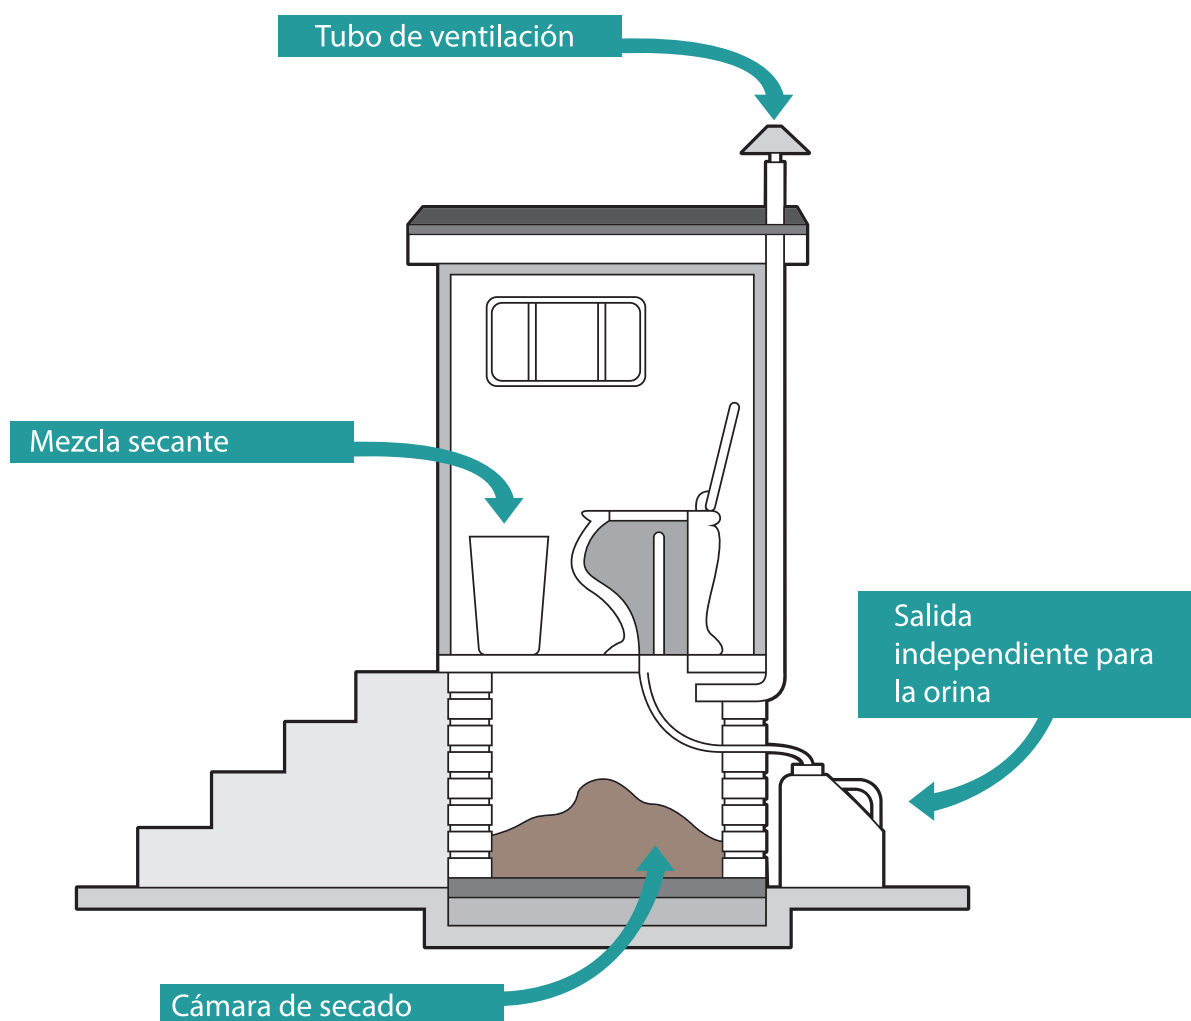 Tubo de ventilación
Mezcla secante
Salida
independiente para
la orina
Cámara de secado